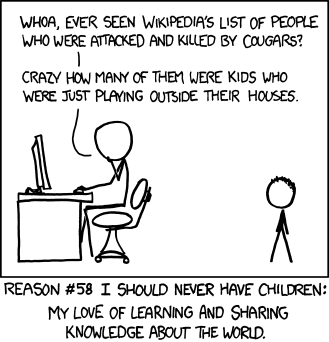 WHOA, EVER SEEN WIKIPEDIA'S LIST OF PEOPLE
WHO WERE ATTACKED AND KILLED BY COUGARS?
CRAZY HOW MANY OF THEM WERE KIDS WHO
WERE JUST PLAYING OUTSIDE THEIR HOUSES.
REASON #58 I SHOULD NEVER HAVE CHILDREN:
MY LOVE OF LEARNING AND SHARING
KNOWLEDGE ABOUT THE WORLD.